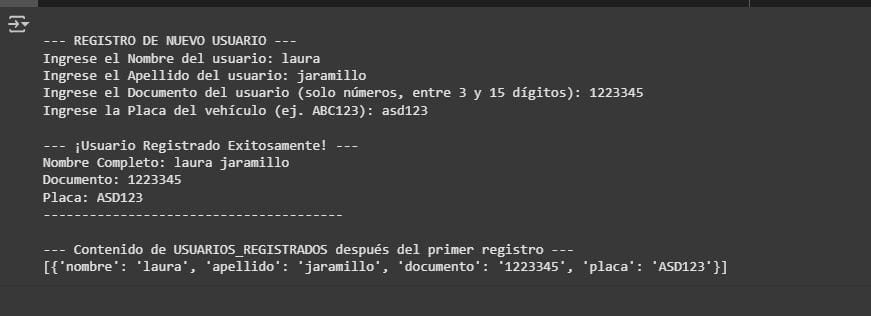 --- REGISTRO DE NUEVO USUARIO ---
Ingrese el Nombre del usuario: laura
Ingrese el Apellido del usuario: jaramillo
Ingrese el Documento del usuario (solo números, entre 3 y 15 dígitos): 1223345
Ingrese la Placa del vehículo (ej. ABC123): asd123
--- ¡Usuario Registrado Exitosamente! ---
Nombre Completo: laura jaramillo
Documento: 1223345
Placa: ASD123
---------------------------------------
--- Contenido de USUARIOS_REGISTRADOS después del primer registro ---
[{'nombre': 'laura', 'apellido': 'jaramillo', 'documento': '1223345', 'placa': 'ASD123'}]